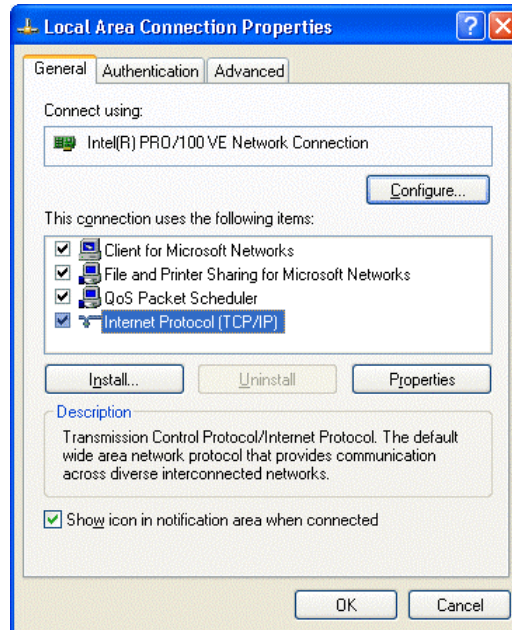 Local Area Connection Properties
General Authentication Advanced
Connect using:
Intel(R) PRO/100 VE Network Connection
Configure...
This connection uses the following items:
Client for Microsoft Networks
File and Printer Sharing for Microsoft Networks
QoS Packet Scheduler
Internet Protocol (TCP/IP)
Install... Uninstall Properties
Description
Transmission Control Protocol/Internet Protocol. The default
wide area network protocol that provides communication
across diverse interconnected networks.
Show icon in notification area when connected
OK Cancel